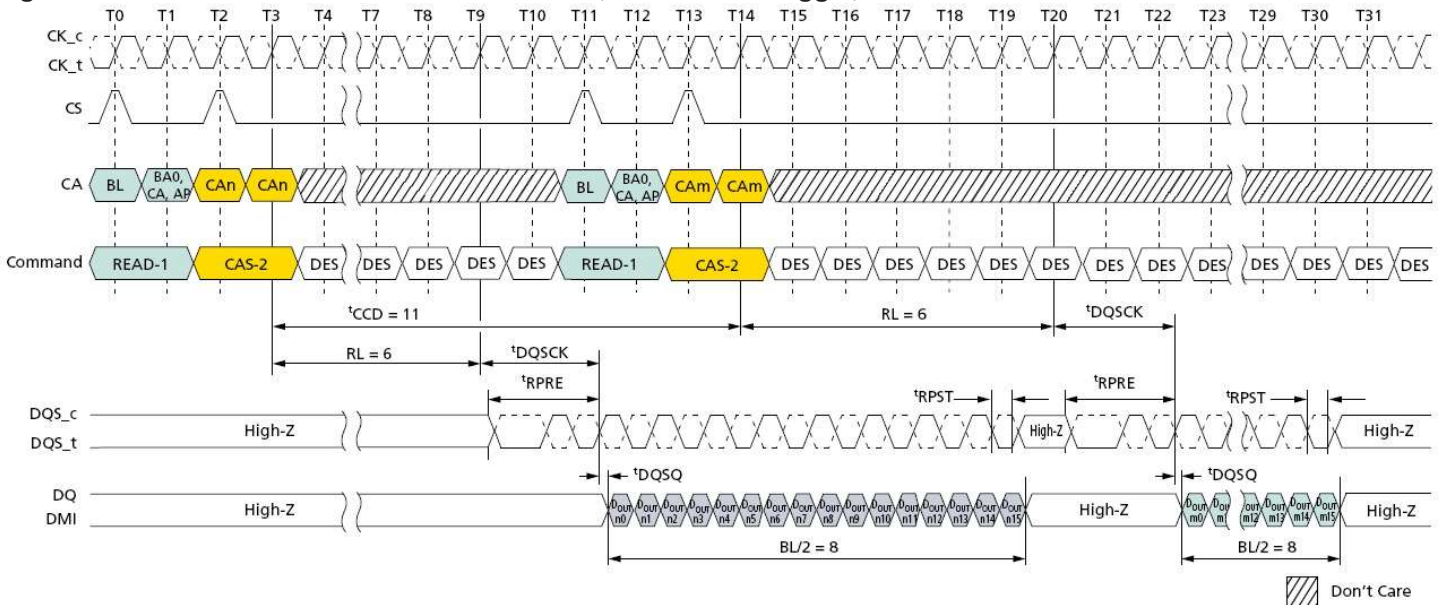 T0 T1 T2 T3 T4 T7 T8 T9 T10 T11 T12 T13 T14 T15 T16 T17 T18 T19 T20 T21 T22 T23 T29 T30 T31
CK_c
CK_t
CS
CA BL BA0, CA, AP CAn CAn BL BA0, CA, AP CAm CAm
Command READ-1 CAS-2 DES DES DES DES DES READ-1 CAS-2 DES DES DES DES DES DES DES DES DES DES DES DES DES
tCCD = 11 RL = 6 tDQSCK
RL = 6 tDQSCK
tRPRE tRPST tRPRE tRPST
DQS_c
DQS_t
High-Z High-Z High-Z
tDQSQ tDQSQ
DQ
DMI
High-Z DOUT n0 DOUT n1 DOUT n2 DOUT n3 DOUT n4 DOUT n5 DOUT n6 DOUT n7 DOUT n8 DOUT n9 DOUT n10 DOUT n11 DOUT n12 DOUT n13 DOUT n14 DOUT n15 High-Z DOUT m0 DOUT m12 DOUT m13 DOUT m14 DOUT m15 High-Z
BL/2 = 8 BL/2 = 8
Don't Care